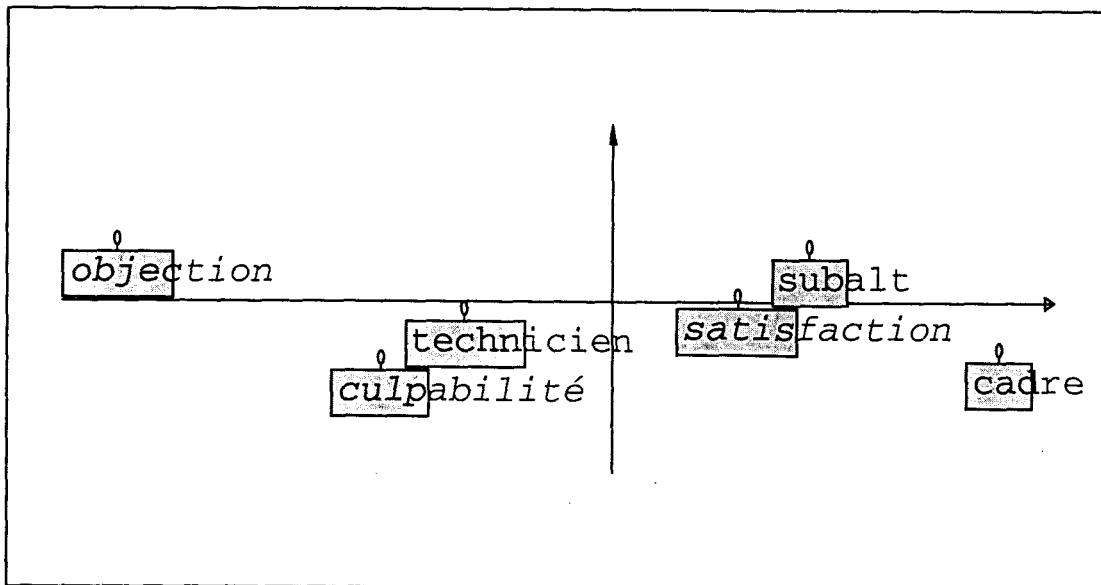 objection
subalt
satisfaction
technicien
cadre
culpabilité